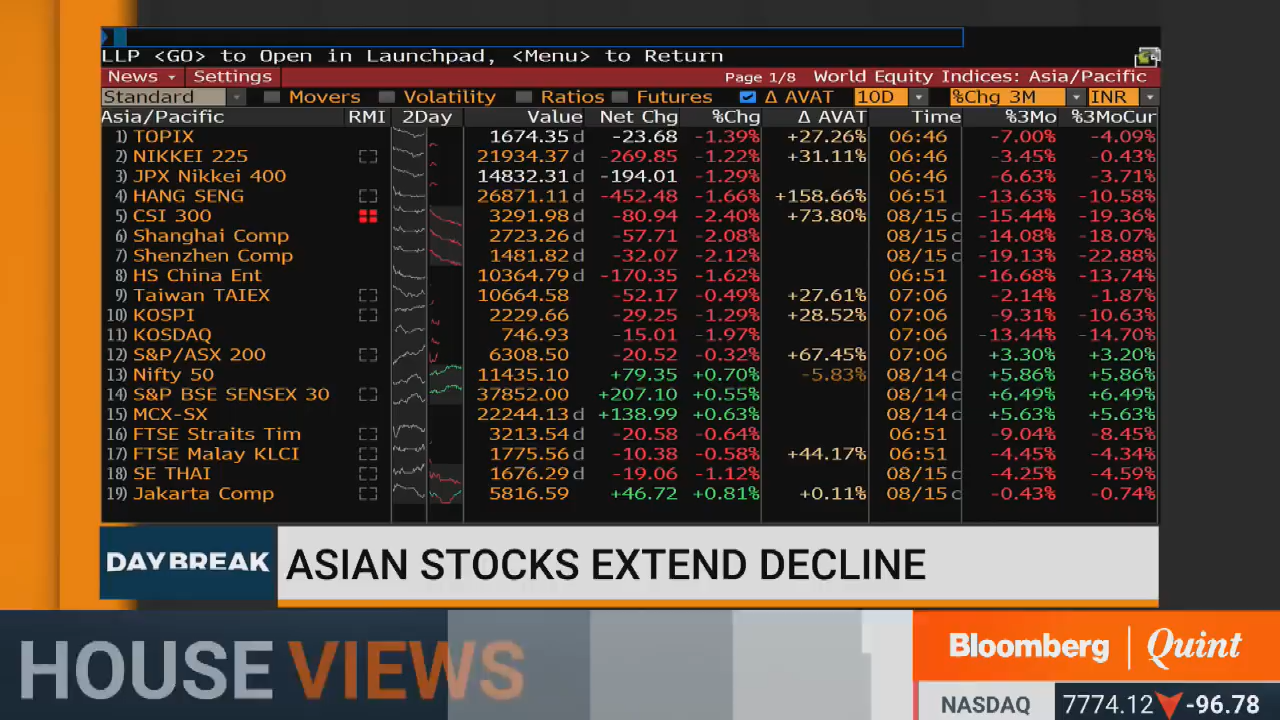 LLP <GO> to Open in Launchpad, <Menu> to Return
News Settings Page 1/8 World Equity Indices: Asia/Pacific
Standard Movers Volatility Ratios Futures Δ AVAT 10D %Chg 3M INR
Asia/Pacific RMI 2Day Value Net Chg %Chg Δ AVAT Time %3Mo %3MoCur
1) TOPIX 1674.35 d -23.68 -1.39% +27.26% 06:46 -7.00% -4.09%
2) NIKKEI 225 21934.37 d -269.85 -1.22% +31.11% 06:46 -3.45% -0.43%
3) JPX Nikkei 400 14832.31 d -194.01 -1.29% 06:46 -6.63% -3.71%
4) HANG SENG 26871.11 d -452.48 -1.66% +158.66% 06:51 -13.63% -10.58%
5) CSI 300 3291.98 d -80.94 -2.40% +73.80% 08/15 c -15.44% -19.36%
6) Shanghai Comp 2723.26 d -57.71 -2.08% 08/15 c -14.08% -18.07%
7) Shenzhen Comp 1481.82 d -32.07 -2.12% 08/15 c -19.13% -22.88%
8) HS China Ent 10364.79 d -170.35 -1.62% 06:51 -16.68% -13.74%
9) Taiwan TAIEX 10664.58 -52.17 -0.49% +27.61% 07:06 -2.14% -1.87%
10) KOSPI 2229.66 -29.25 -1.29% +28.52% 07:06 -9.31% -10.63%
11) KOSDAQ 746.93 -15.01 -1.97% 07:06 -13.44% -14.70%
12) S&P/ASX 200 6308.50 -20.52 -0.32% +67.45% 07:06 +3.30% +3.20%
13) Nifty 50 11435.10 +79.35 +0.70% -5.83% 08/14 c +5.86% +5.86%
14) S&P BSE SENSEX 30 37852.00 +207.10 +0.55% 08/14 c +6.49% +6.49%
15) MCX-SX 22244.13 d +138.99 +0.63% 08/14 c +5.63% +5.63%
16) FTSE Straits Tim 3213.54 d -20.58 -0.64% 06:51 -9.04% -8.45%
17) FTSE Malay KLCI 1775.56 d -10.38 -0.58% +44.17% 06:51 -4.45% -4.34%
18) SE THAI 1676.29 d -19.06 -1.12% 08/15 c -4.25% -4.59%
19) Jakarta Comp 5816.59 +46.72 +0.81% +0.11% 08/15 c -0.43% -0.74%
DAYBREAK ASIAN STOCKS EXTEND DECLINE
HOUSE VIEWS
Bloomberg | Quint
NASDAQ 7774.12 -96.78